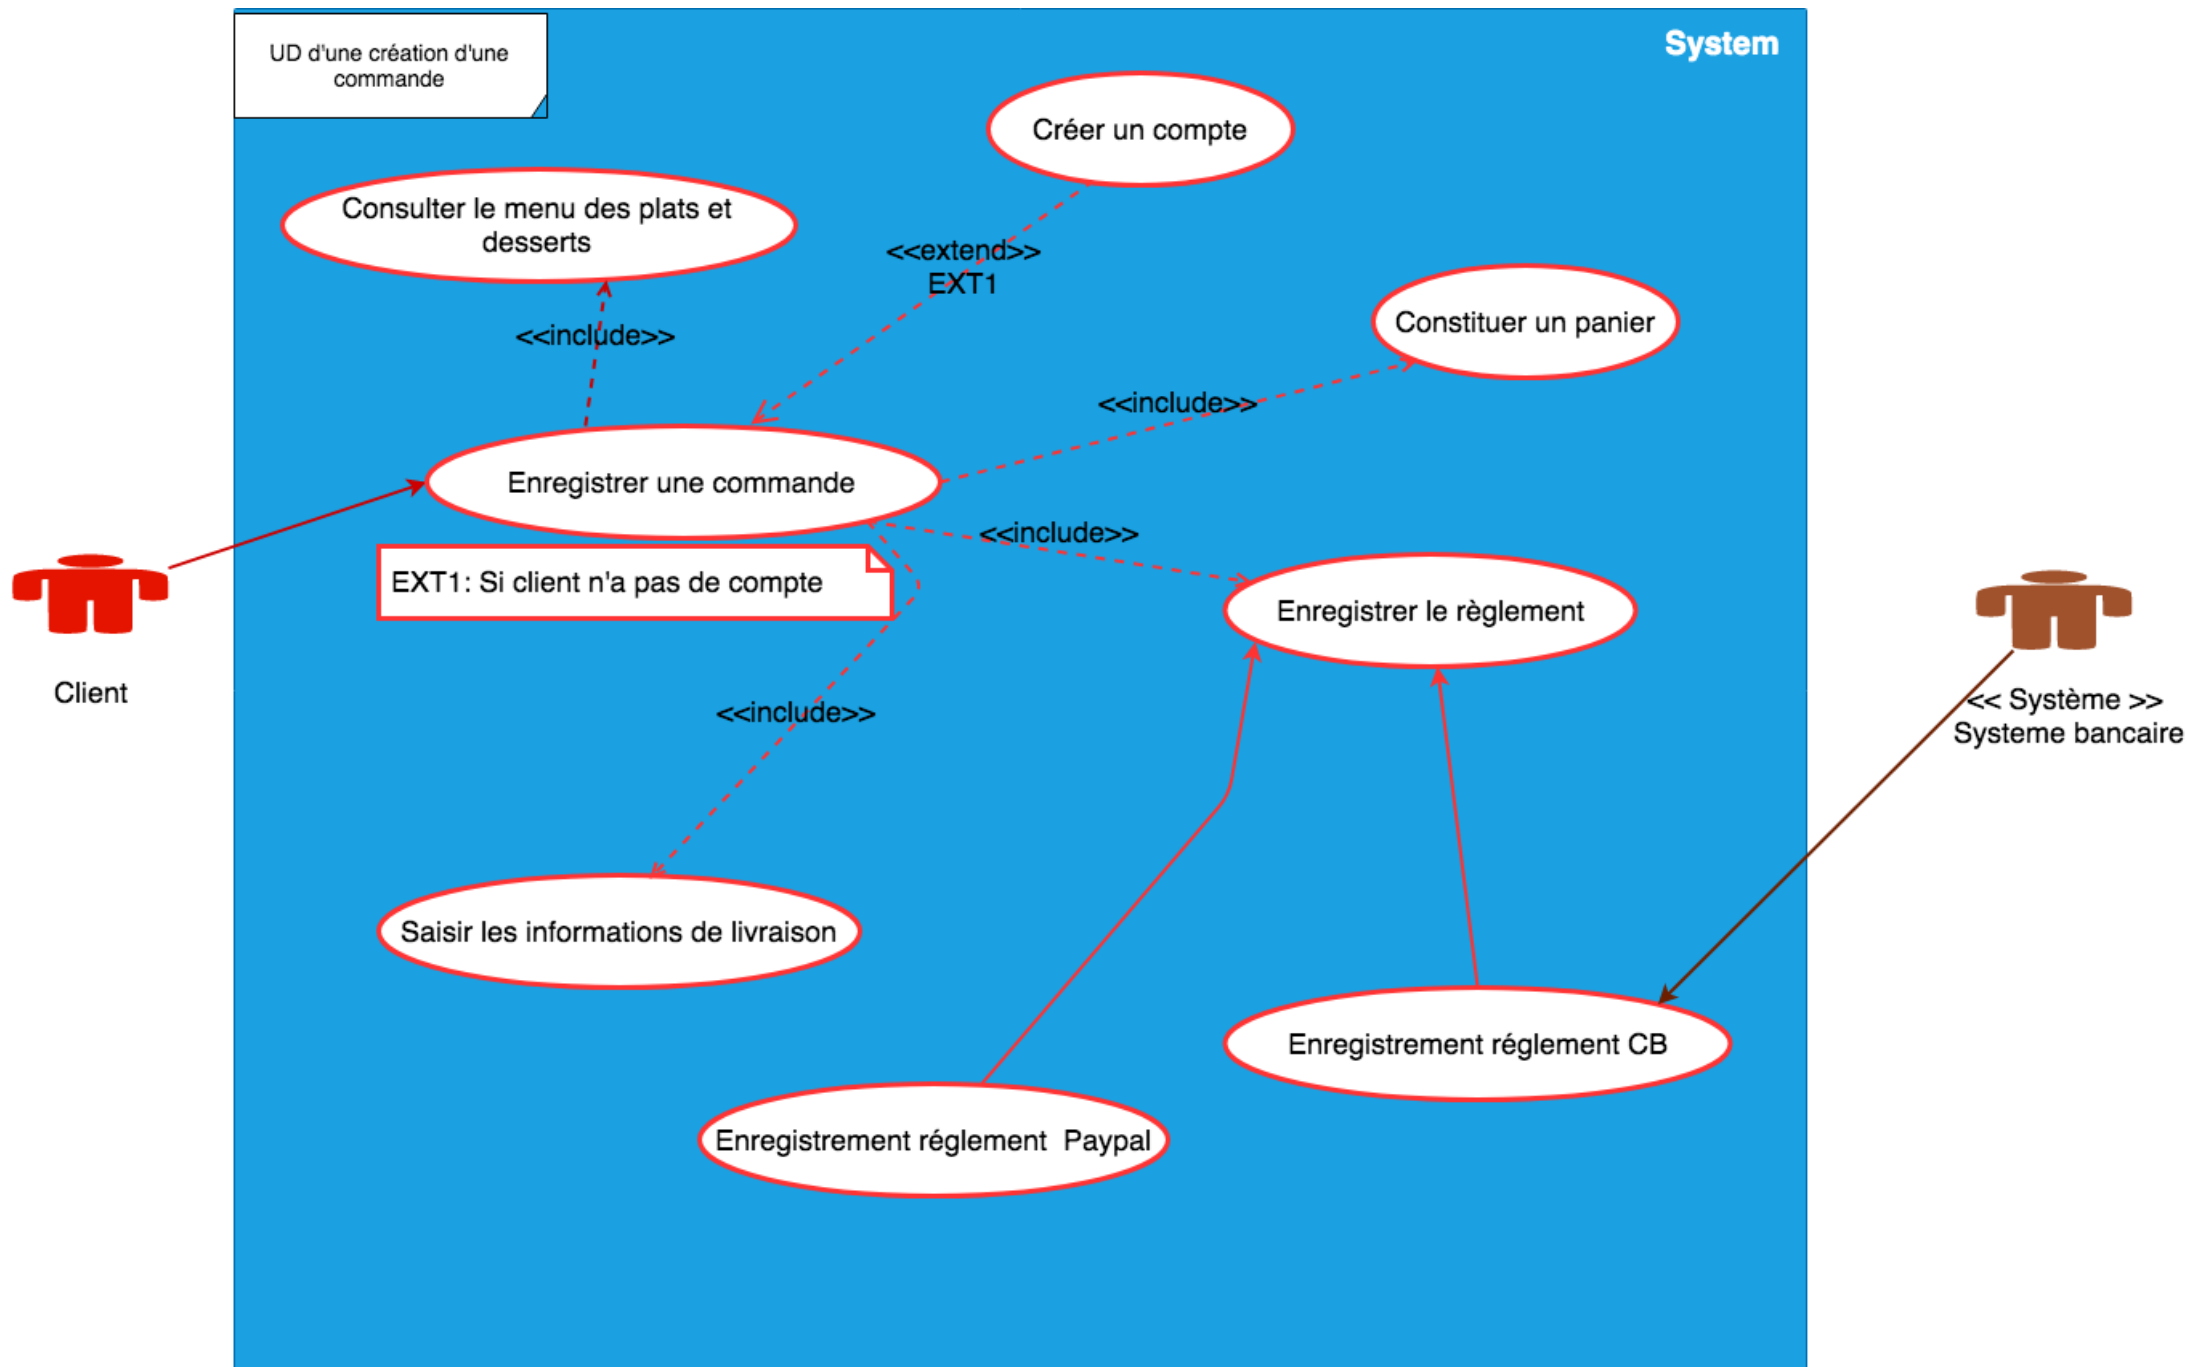 UD d'une création d'une
commande
System
Créer un compte
Consulter le menu des plats et
desserts
<<extend>>
EXT1
Constituer un panier
<<include>>
<<include>>
Enregistrer une commande
<<include>>
EXT1: Si client n'a pas de compte
Enregistrer le règlement
Client
<< Système >>
Systeme bancaire
<<include>>
Saisir les informations de livraison
Enregistrement réglement CB
Enregistrement réglement  Paypal